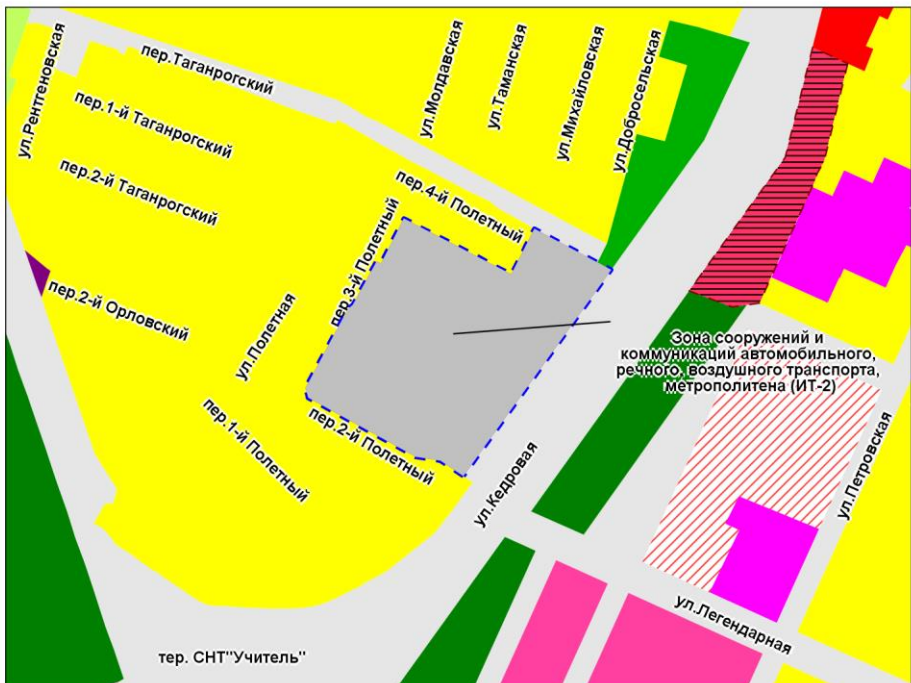 ул.Рентгеновская
пер.Таганрогский
ул.Молдавская
ул.Таманская
ул.Михайловская
ул.Добросельская
пер.1-й Таганрогский
пер.2-й Таганрогский
пер.4-й Полетный
пер.3-й Полетный
пер.2-й Орловский
ул.Полетная
Зона сооружений и
коммуникаций автомобильного,
речного, воздушного транспорта,
метрополитена (ИТ-2)
пер.1-й Полетный
пер.2-й Полетный
ул.Кедровая
ул.Петровская
ул.Легендарная
тер. СНТ"Учитель"